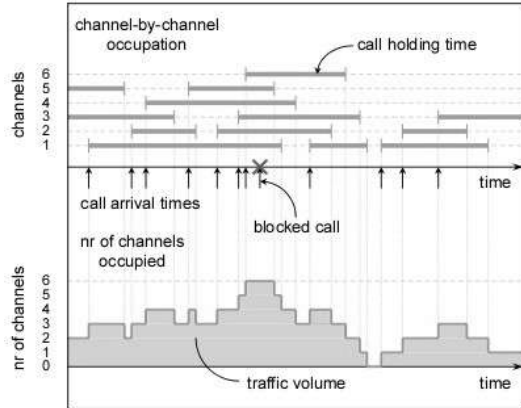 channel-by-channel
occupation
call holding time
channels
6
5
4
3
2
1
time
call arrival times
blocked call
nr of channels
occupied
nr of channels
6
5
4
3
2
1
0
traffic volume
time